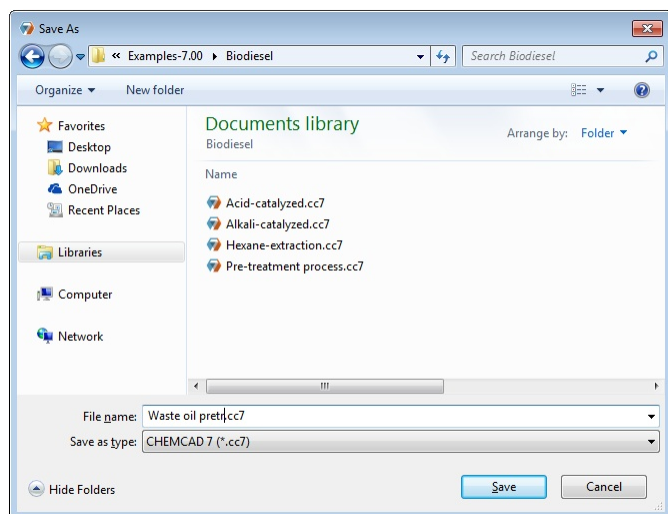 Save As
« Examples-7.00 Biodiesel
Search Biodiesel
Organize New folder
Favorites
Desktop
Downloads
OneDrive
Recent Places
Libraries
Computer
Network
Documents library
Biodiesel
Arrange by: Folder
Name
Acid-catalyzed.cc7
Alkali-catalyzed.cc7
Hexane-extraction.cc7
Pre-treatment process.cc7
File name: Waste oil pretr.cc7
Save as type: CHEMCAD 7 (*.cc7)
Hide Folders
Save Cancel